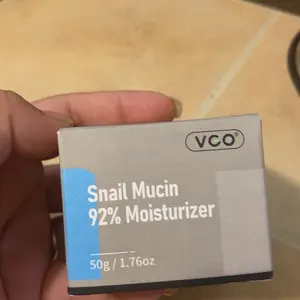 VCO®
Snail Mucin
92% Moisturizer
50g / 1.76oz